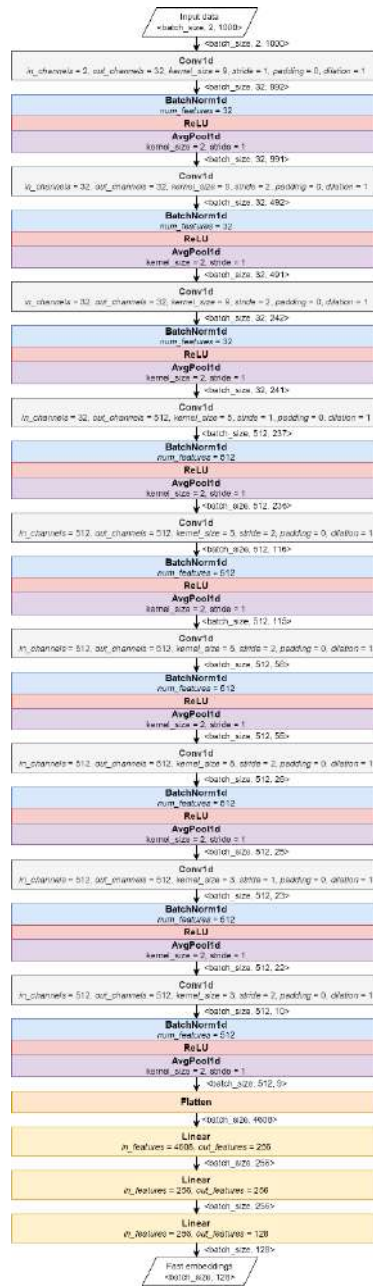 Input data
<batch_size, 2, 1000>
<batch_size, 2, 1000>
Conv1d
in_channels = 2, out_channels = 32, kernel_size = 9, stride = 1, padding = 0, dilation = 1
<batch_size, 32, 992>
BatchNorm1d
num_features = 32
ReLU
AvgPool1d
kernel_size = 2, stride = 1
<batch_size, 32, 991>
Conv1d
in_channels = 32, out_channels = 32, kernel_size = 9, stride = 2, padding = 0, dilation = 1
<batch_size, 32, 492>
BatchNorm1d
num_features = 32
ReLU
AvgPool1d
kernel_size = 2, stride = 1
<batch_size, 32, 491>
Conv1d
in_channels = 32, out_channels = 32, kernel_size = 9, stride = 2, padding = 0, dilation = 1
<batch_size, 32, 242>
BatchNorm1d
num_features = 32
ReLU
AvgPool1d
kernel_size = 2, stride = 1
<batch_size, 32, 241>
Conv1d
in_channels = 32, out_channels = 512, kernel_size = 5, stride = 1, padding = 0, dilation = 1
<batch_size, 512, 237>
BatchNorm1d
num_features = 512
ReLU
AvgPool1d
kernel_size = 2, stride = 1
<batch_size, 512, 236>
Conv1d
in_channels = 512, out_channels = 512, kernel_size = 5, stride = 2, padding = 0, dilation = 1
<batch_size, 512, 116>
BatchNorm1d
num_features = 512
ReLU
AvgPool1d
kernel_size = 2, stride = 1
<batch_size, 512, 115>
Conv1d
in_channels = 512, out_channels = 512, kernel_size = 5, stride = 2, padding = 0, dilation = 1
<batch_size, 512, 56>
BatchNorm1d
num_features = 512
ReLU
AvgPool1d
kernel_size = 2, stride = 1
<batch_size, 512, 55>
Conv1d
in_channels = 512, out_channels = 512, kernel_size = 5, stride = 2, padding = 0, dilation = 1
<batch_size, 512, 26>
BatchNorm1d
num_features = 512
ReLU
AvgPool1d
kernel_size = 2, stride = 1
<batch_size, 512, 25>
Conv1d
in_channels = 512, out_channels = 512, kernel_size = 3, stride = 1, padding = 0, dilation = 1
<batch_size, 512, 23>
BatchNorm1d
num_features = 512
ReLU
AvgPool1d
kernel_size = 2, stride = 1
<batch_size, 512, 22>
Conv1d
in_channels = 512, out_channels = 512, kernel_size = 3, stride = 2, padding = 0, dilation = 1
<batch_size, 512, 10>
BatchNorm1d
num_features = 512
ReLU
AvgPool1d
kernel_size = 2, stride = 1
<batch_size, 512, 9>
Flatten
<batch_size, 4608>
Linear
in_features = 4608, out_features = 256
<batch_size, 256>
Linear
in_features = 256, out_features = 256
<batch_size, 256>
Linear
in_features = 256, out_features = 128
<batch_size, 128>
Fast embeddings
<batch_size, 128>